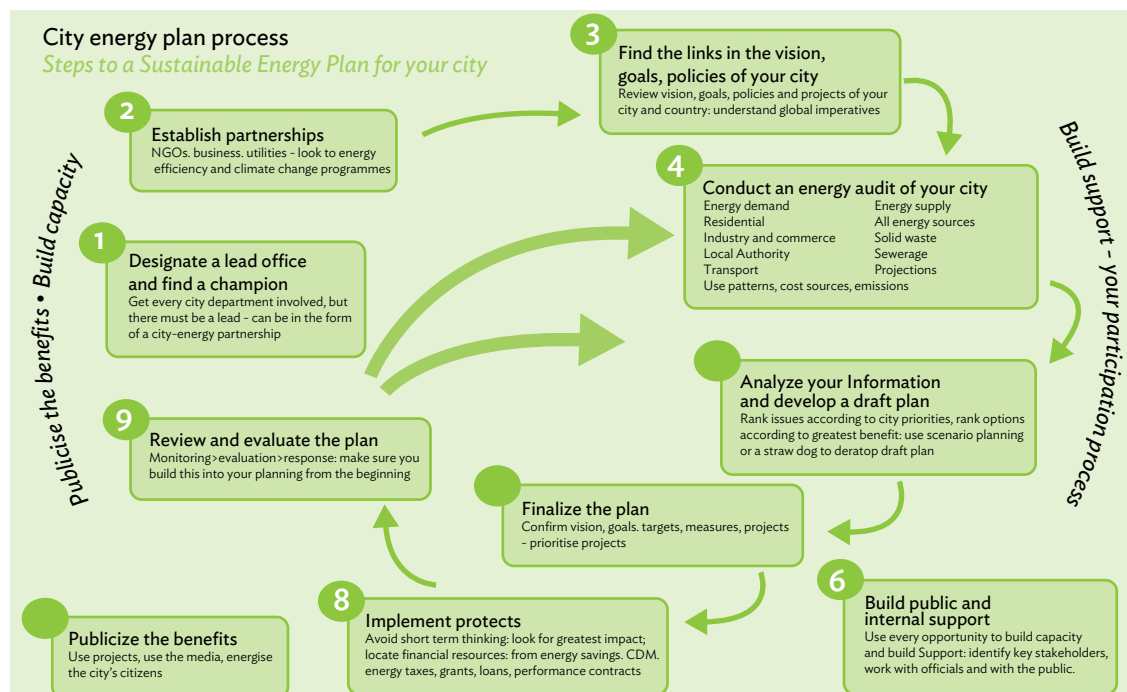 City energy plan process
Steps to a Sustainable Energy Plan for your city
3
Find the links in the vision,
goals, policies of your city
Review vision, goals, policies and projects of your
city and country: understand global imperatives
2
Establish partnerships
NGOs. business. utilities - look to energy
efficiency and climate change programmes
4
Conduct an energy audit of your city
Energy demand
Residential
Industry and commerce
Local Authority
Transport
Energy supply
All energy sources
Solid waste
Sewerage
Projections
Use patterns, cost sources, emissions
1
Designate a lead office
and find a champion
Get every city department involved, but
there must be a lead - can be in the form
of a city-energy partnership
Publicise the benefits • Build capacity
Build support - your participation process
Analyze your Information
and develop a draft plan
Rank issues according to city priorities, rank options
according to greatest benefit: use scenario planning
or a straw dog to deratop draft plan
9
Review and evaluate the plan
Monitoring>evaluation>response: make sure you
build this into your planning from the beginning
Finalize the plan
Confirm vision, goals. targets, measures, projects
- prioritise projects
6
Build public and
internal support
Use every opportunity to build capacity
and build Support: identify key stakeholders,
work with officials and with the public.
8
Implement protects
Avoid short term thinking: look for greatest impact;
locate financial resources: from energy savings. CDM.
energy taxes, grants, loans, performance contracts
Publicize the benefits
Use projects, use the media, energise
the city's citizens